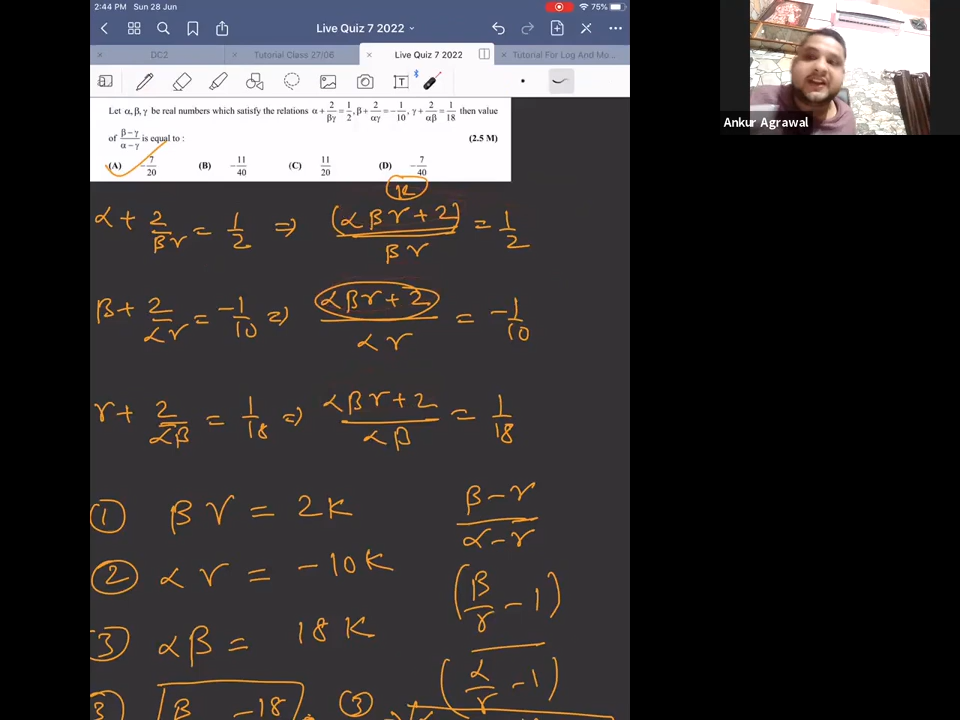 2:44 PM Sun 28 Jun
75%
Live Quiz 7 2022
DC2
Tutorial Class 27/06
Live Quiz 7 2022
Tutorial For Log And Mo...
Ankur Agrawal
Let α, β, γ be real numbers which satisfy the relations α + 2/βγ = 1/2, β + 2/αγ = -1/10, γ + 2/αβ = 1/18 then value
of β-γ/α-γ is equal to : (2.5 M)
(A) -7/20 (B) -11/40 (C) 11/20 (D) -7/40
K
α + 2/βγ = 1/2 ⇒ (αβγ + 2)/βγ = 1/2
β + 2/αγ = -1/10 ⇒ αβγ + 2/αγ = -1/10
γ + 2/αβ = 1/18 ⇒ αβγ + 2/αβ = 1/18
① βγ = 2K
② αγ = -10K
③ αβ = 18K
β-γ/α-γ
(β/γ - 1)/(α/γ - 1)
β -18
③